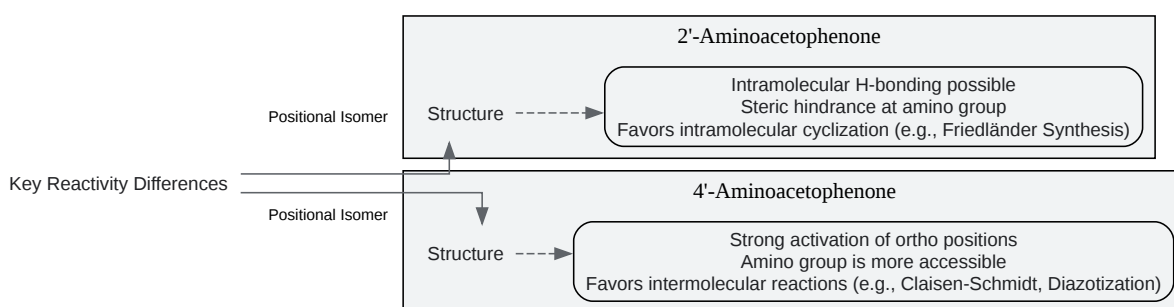 2'-Aminoacetophenone
Intramolecular H-bonding possible
Steric hindrance at amino group
Favors intramolecular cyclization (e.g., Friedländer Synthesis)
Structure
Positional Isomer
Key Reactivity Differences
4'-Aminoacetophenone
Positional Isomer
Strong activation of ortho positions
Amino group is more accessible
Favors intermolecular reactions (e.g., Claisen-Schmidt, Diazotization)
Structure